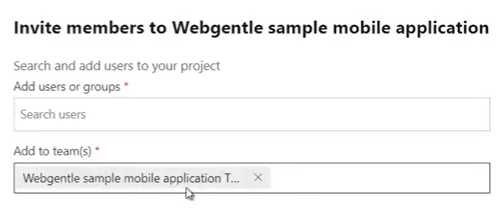 Invite members to Webgentle sample mobile application
Search and add users to your project
Add users or groups *
Search users
Add to team(s) *
Webgentle sample mobile application T...